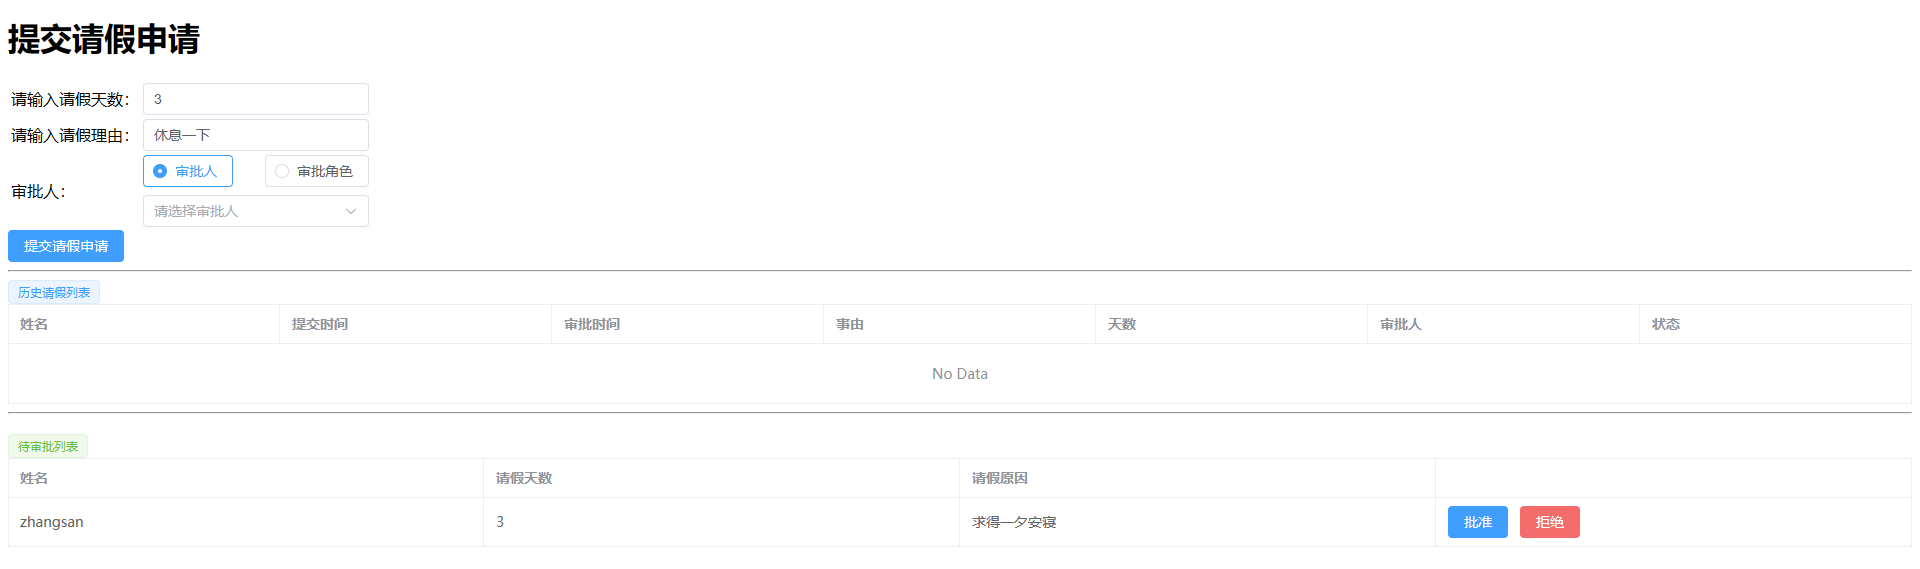 提交请假申请
请输入请假天数： 3
请输入请假理由： 休息一下
审批人： 审批人 审批角色
请选择审批人
提交请假申请
历史请假列表
姓名 提交时间 审批时间 事由 天数 审批人 状态
No Data
待审批列表
姓名 请假天数 请假原因
zhangsan 3 求得一夕安寝 批准 拒绝